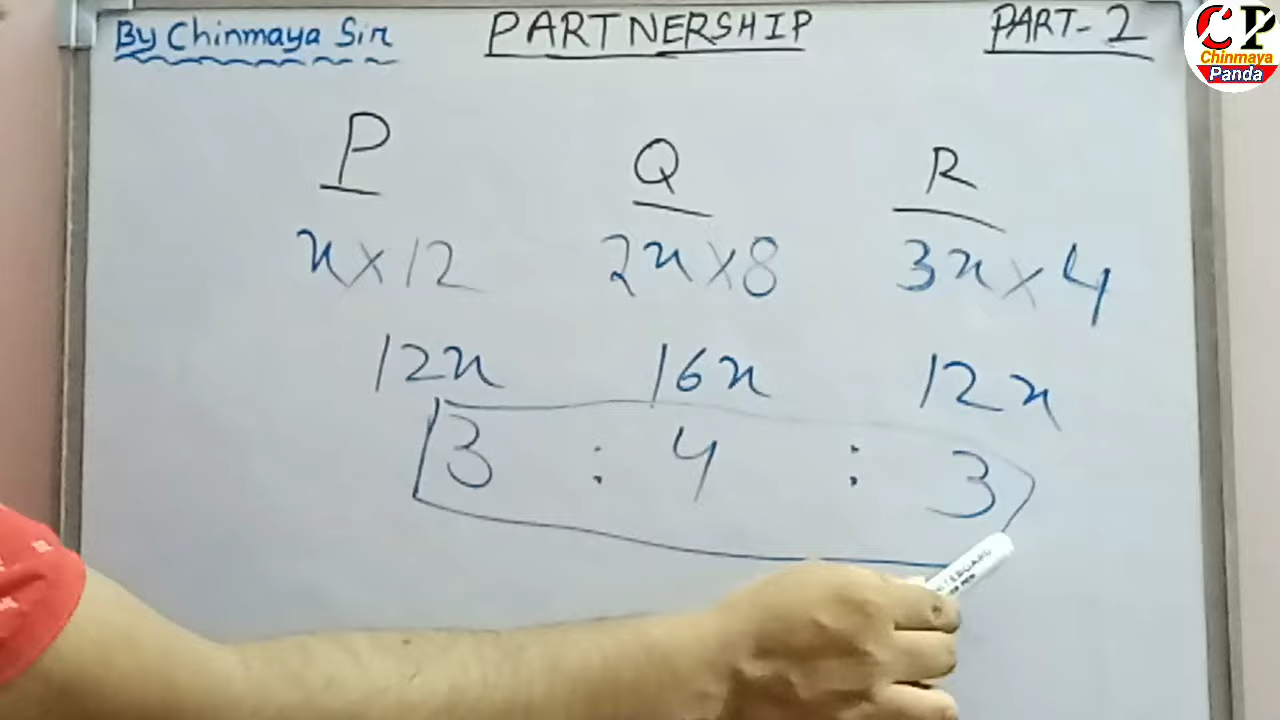 By Chinmaya Sir PARTNERSHIP PART-2
CP
Chinmaya
Panda
P Q R
x×12 2x×8 3x×4
12x 16x 12x
3 : 4 : 3